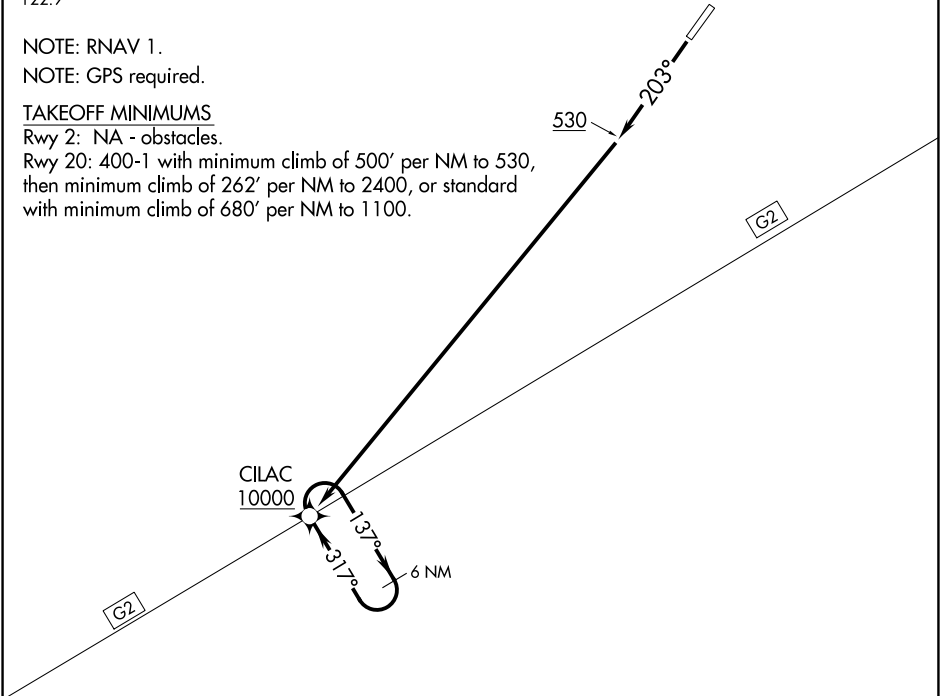 NOTE: RNAV 1.
NOTE: GPS required.
TAKEOFF MINIMUMS
Rwy 2: NA - obstacles.
Rwy 20: 400-1 with minimum climb of 500' per NM to 530,
then minimum climb of 262' per NM to 2400, or standard
with minimum climb of 680' per NM to 1100.
203°
530
G2
CILAC
10000
137°
317°
6 NM
G2